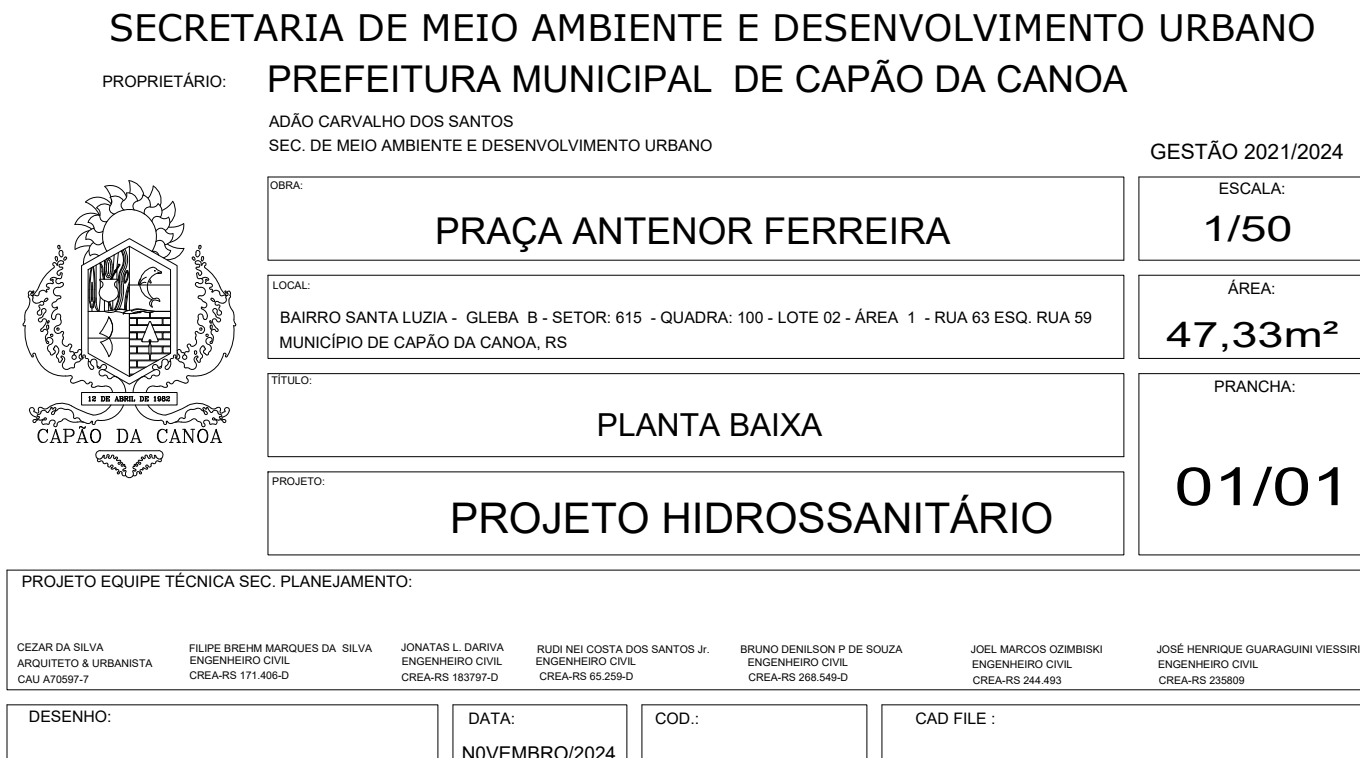 SECRETARIA DE MEIO AMBIENTE E DESENVOLVIMENTO URBANO
PROPRIETÁRIO: PREFEITURA MUNICIPAL DE CAPÃO DA CANOA
ADÃO CARVALHO DOS SANTOS
SEC. DE MEIO AMBIENTE E DESENVOLVIMENTO URBANO
GESTÃO 2021/2024
OBRA:
PRAÇA ANTENOR FERREIRA
ESCALA:
1/50
LOCAL:
BAIRRO SANTA LUZIA - GLEBA B - SETOR: 615 - QUADRA: 100 - LOTE 02 - ÁREA 1 - RUA 63 ESQ. RUA 59
MUNICÍPIO DE CAPÃO DA CANOA, RS
ÁREA:
47,33m²
12 DE ABRIL DE 1982
CAPÃO DA CANOA
TÍTULO:
PLANTA BAIXA
PRANCHA:
01/01
PROJETO:
PROJETO HIDROSSANITÁRIO
PROJETO EQUIPE TÉCNICA SEC. PLANEJAMENTO:
CEZAR DA SILVA
ARQUITETO & URBANISTA
CAU A70597-7
FILIPE BREHM MARQUES DA SILVA
ENGENHEIRO CIVIL
CREA-RS 171.406-D
JONATAS L. DARIVA
ENGENHEIRO CIVIL
CREA-RS 183797-D
RUDI NEI COSTA DOS SANTOS Jr.
ENGENHEIRO CIVIL
CREA-RS 65.259-D
BRUNO DENILSON P DE SOUZA
ENGENHEIRO CIVIL
CREA-RS 268.549-D
JOEL MARCOS OZIMBISKI
ENGENHEIRO CIVIL
CREA-RS 244.493
JOSÉ HENRIQUE GUARAGUINI VIESSIRI
ENGENHEIRO CIVIL
CREA-RS 235809
DESENHO:
DATA:
N0VEMBRO/2024
COD.:
CAD FILE :